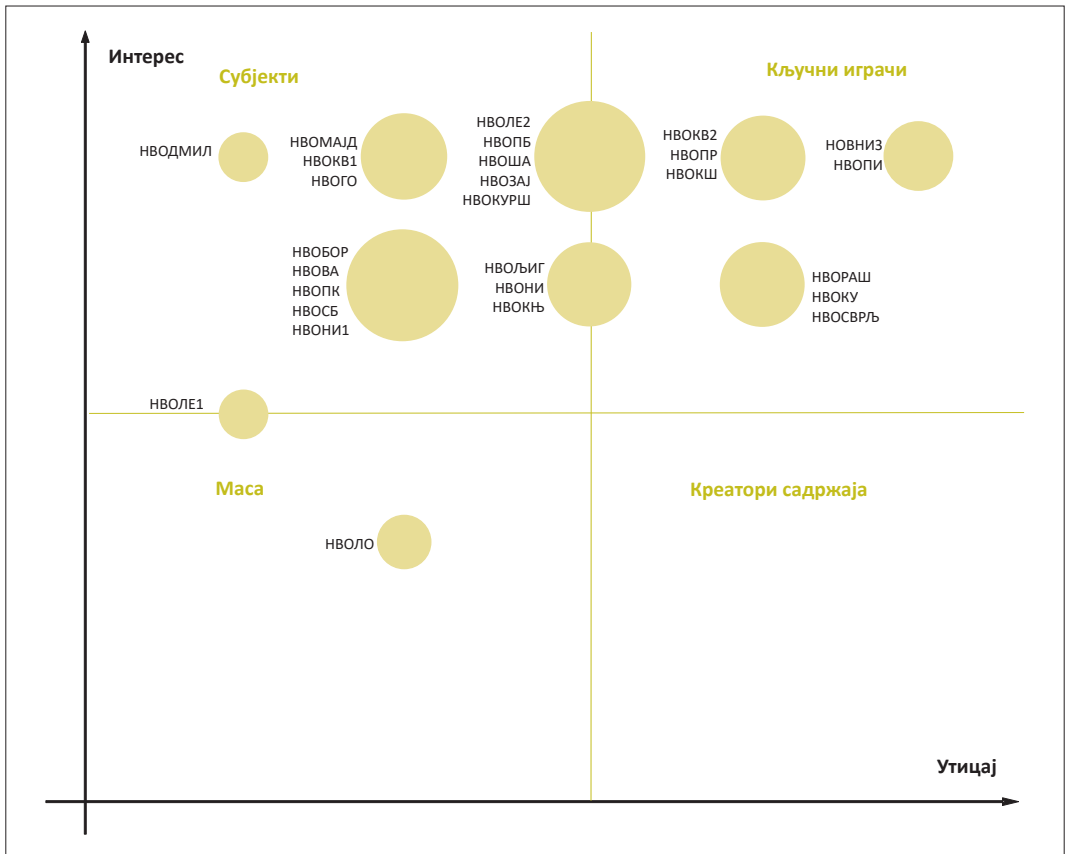 Интерес
Субјекти
Кључни играчи
НВОДМИЛ
НВОМАЈД
НВОКВ1
НВОГО
НВОЛЕ2
НВОПБ
НВОША
НВОЗАЈ
НВОКУРШ
НВОКВ2
НВОПР
НВОКШ
НОВНИЗ
НВОПИ
НВОБОР
НВОВА
НВОПК
НВОСБ
НВОНИ1
НВОЉИГ
НВОНИ
НВОКЊ
НВОРАШ
НВОКУ
НВОСВРЉ
НВОЛЕ1
Маса
Креатори садржаја
НВОЛО
Утицај